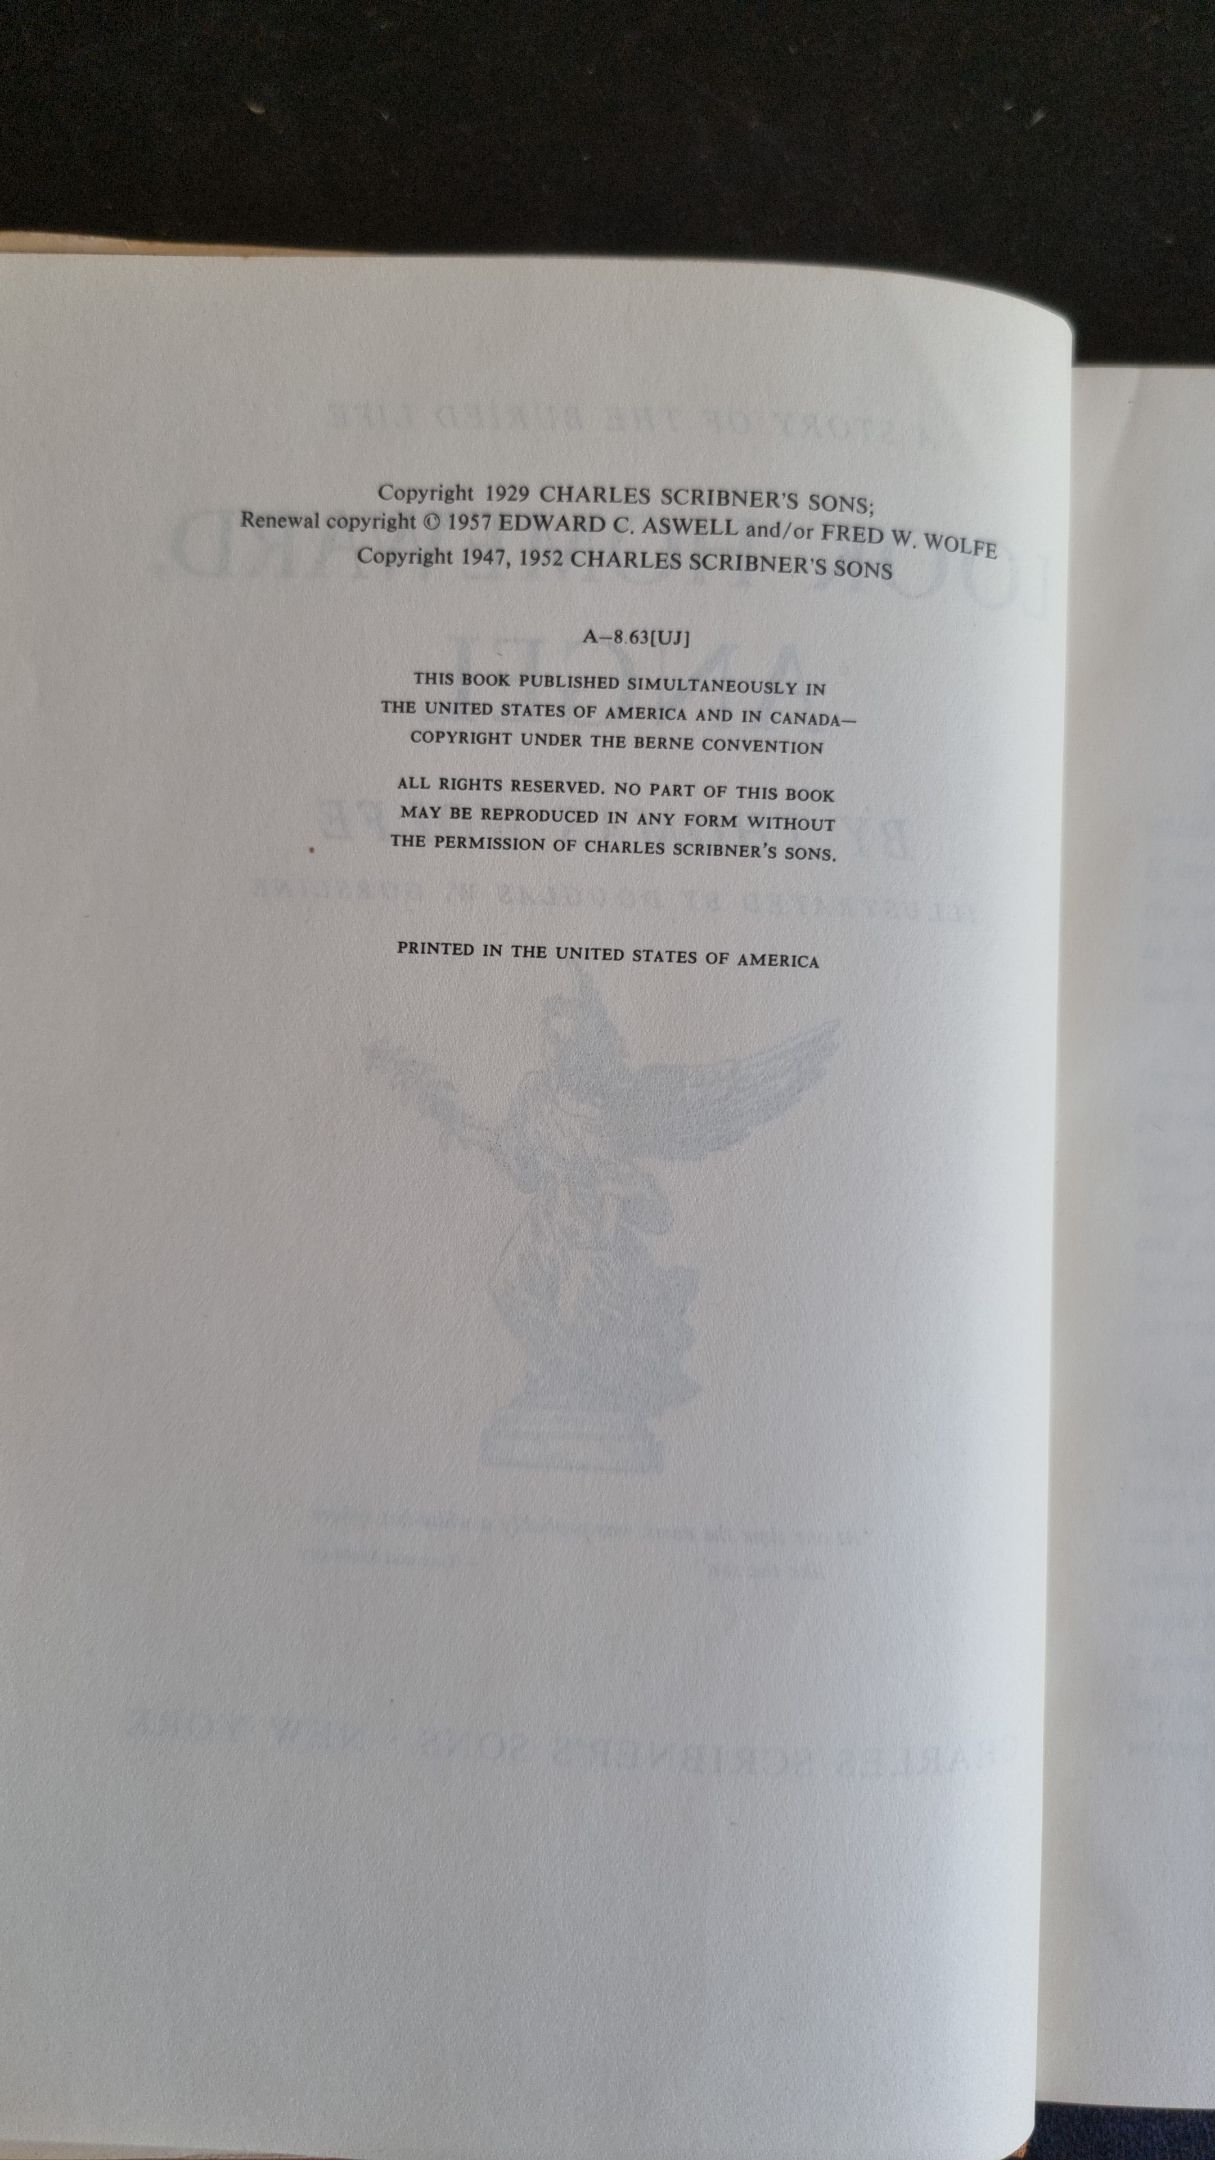 Copyright 1929 CHARLES SCRIBNER'S SONS;
Renewal copyright © 1957 EDWARD C. ASWELL and/or FRED W. WOLFE
Copyright 1947, 1952 CHARLES SCRIBNER'S SONS
A–8.63[UJ]
THIS BOOK PUBLISHED SIMULTANEOUSLY IN
THE UNITED STATES OF AMERICA AND IN CANADA—
COPYRIGHT UNDER THE BERNE CONVENTION
ALL RIGHTS RESERVED. NO PART OF THIS BOOK
MAY BE REPRODUCED IN ANY FORM WITHOUT
THE PERMISSION OF CHARLES SCRIBNER'S SONS.
PRINTED IN THE UNITED STATES OF AMERICA